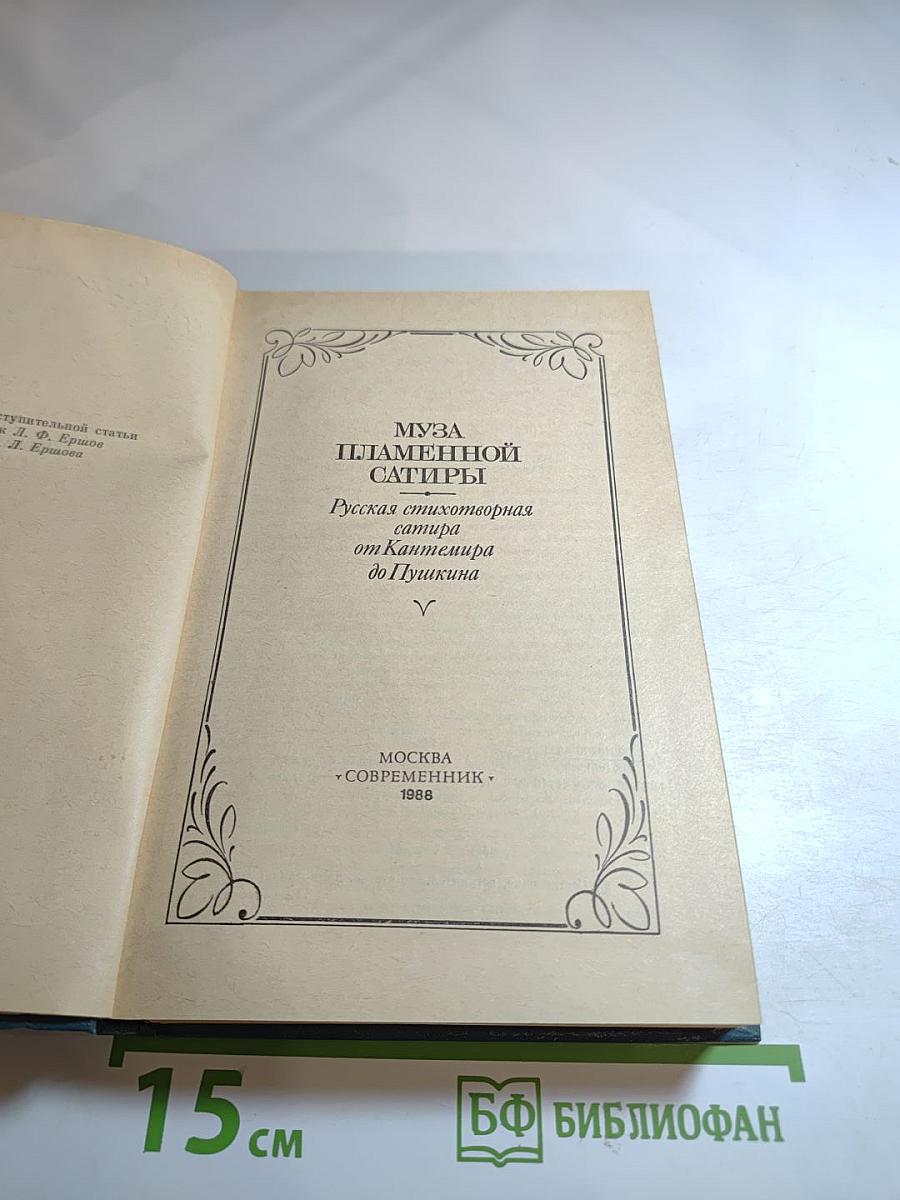 ступительной статьи
к Л. Ф. Ершов
Л. Ершова
МУЗА
ПЛАМЕННОЙ
САТИРЫ
Русская стихотворная
сатира
от Кантемира
до Пушкина
МОСКВА
СОВРЕМЕННИК
1988
15 см
БФ БИБЛИОФАН